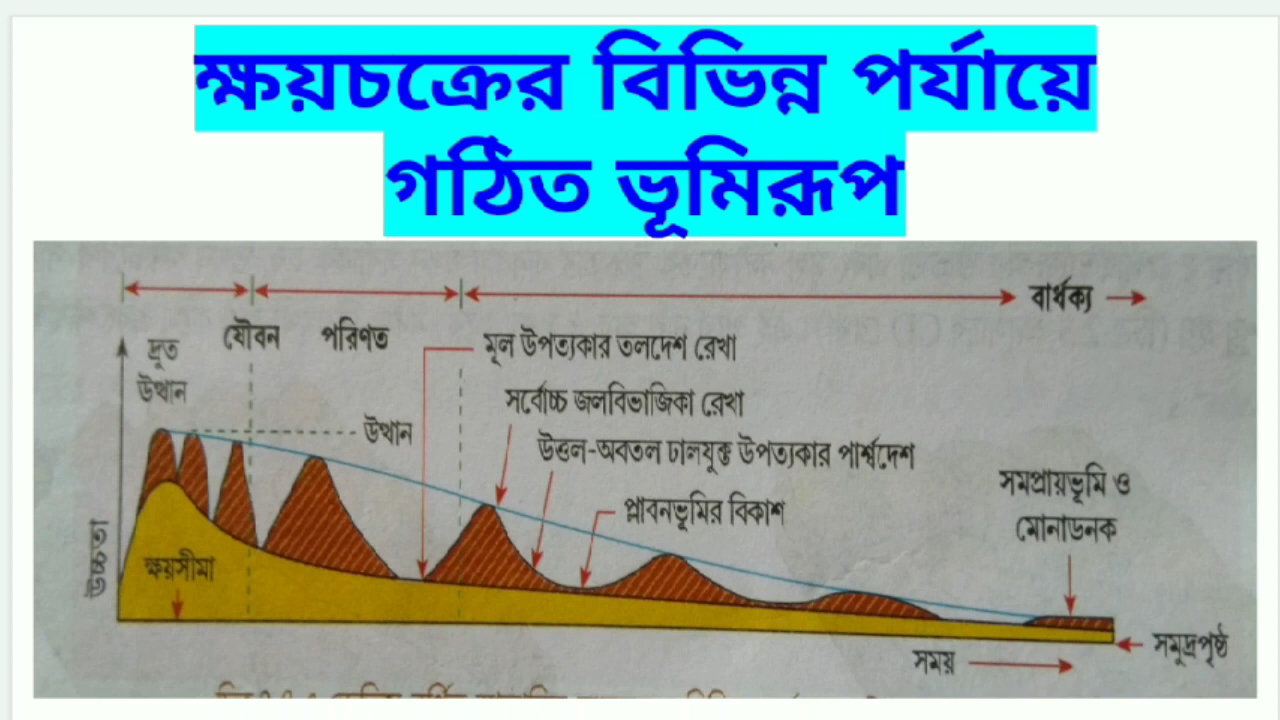 ক্ষয়চক্রের বিভিন্ন পর্যায়ে
গঠিত ভূমিরূপ
বার্ধক্য
যৌবন
পরিণত
দ্রুত
উত্থান
মূল উপত্যকার তলদেশ রেখা
সর্বোচ্চ জলবিভাজিকা রেখা
উত্থান
উত্তল-অবতল ঢালযুক্ত উপত্যকার পার্শ্বদেশ
সমপ্রায়ভূমি ও
মোনাডনক
প্লাবনভূমির বিকাশ
উচ্চতা
ক্ষয়সীমা
সমুদ্রপৃষ্ঠ
সময়